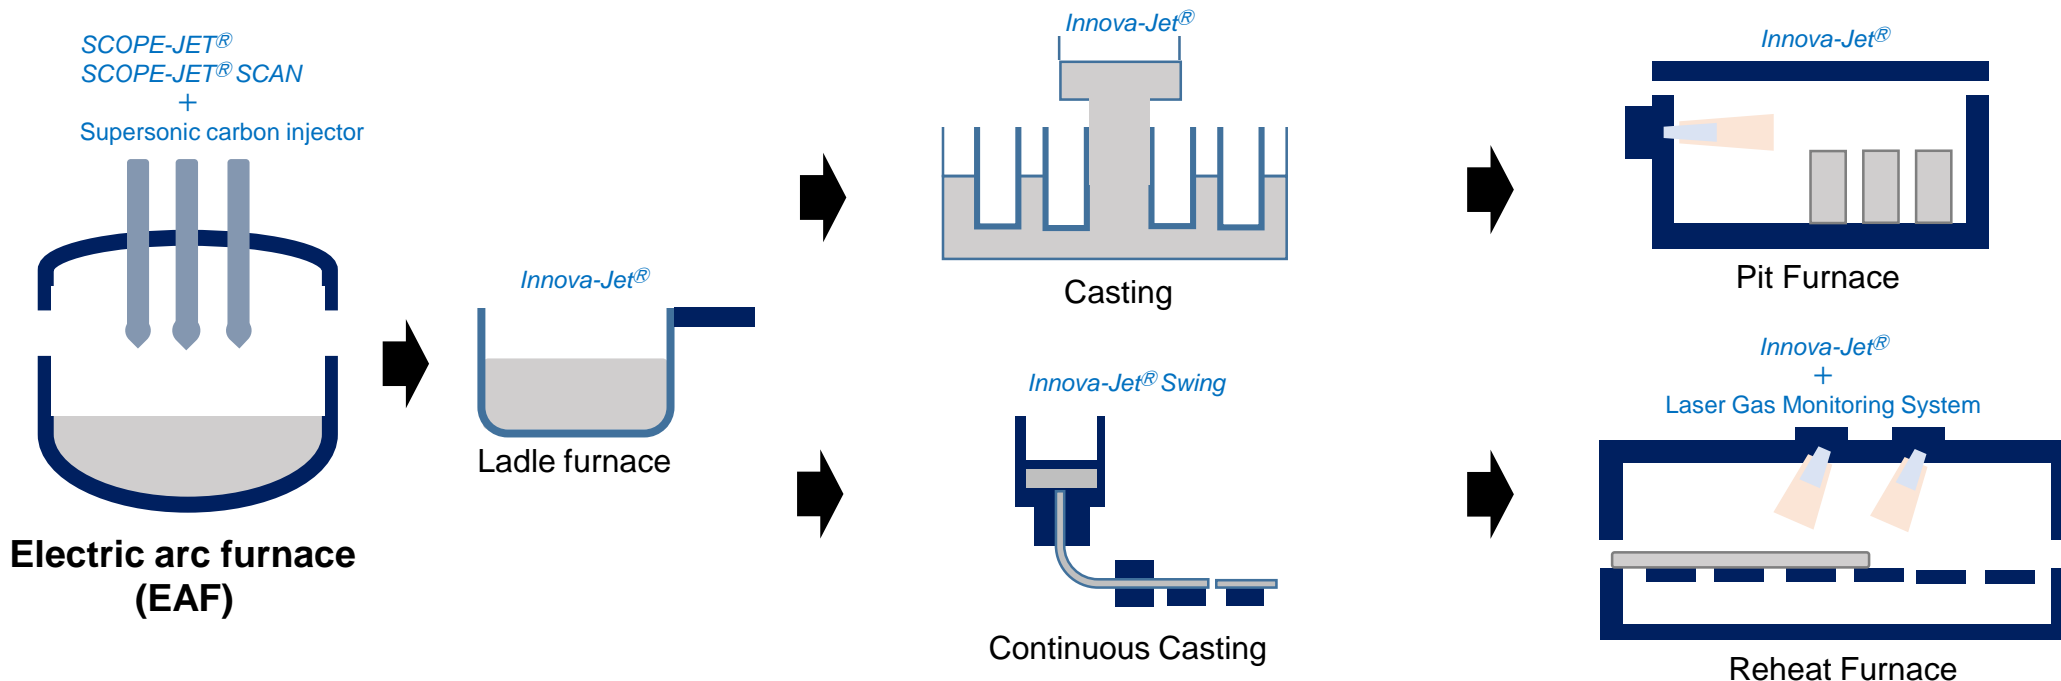 SCOPE-JET®
SCOPE-JET® SCAN
+
Supersonic carbon injector
Electric arc furnace
(EAF)
Innova-Jet®
Ladle furnace
Innova-Jet®
Casting
Innova-Jet® Swing
Continuous Casting
Innova-Jet®
Pit Furnace
Innova-Jet®
+
Laser Gas Monitoring System
Reheat Furnace